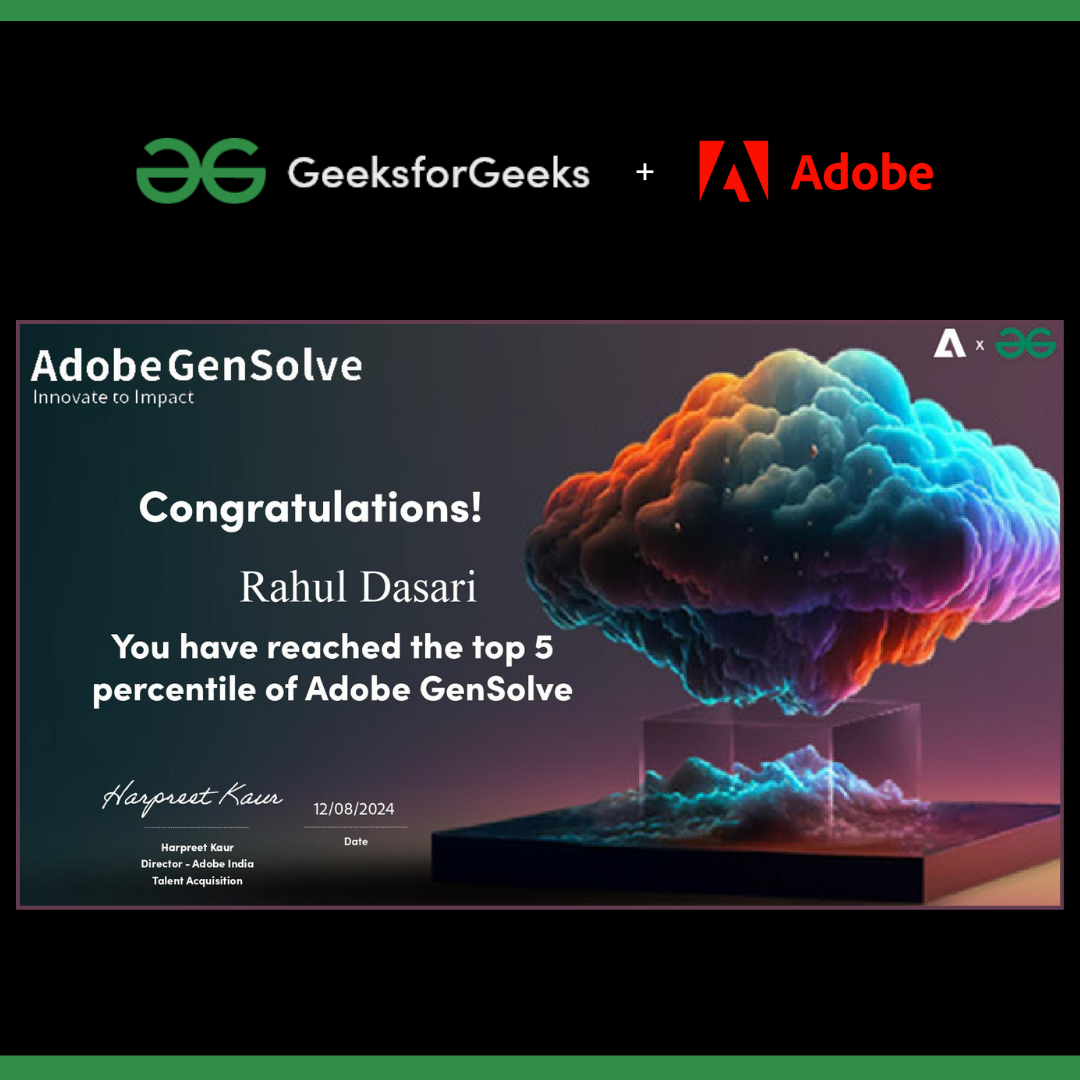 GeeksforGeeks + Adobe
AdobeGenSolve
Innovate to Impact
x
Congratulations!
Rahul Dasari
You have reached the top 5
percentile of Adobe GenSolve
Harpreet Kaur
12/08/2024
Date
Harpreet Kaur
Director - Adobe India
Talent Acquisition